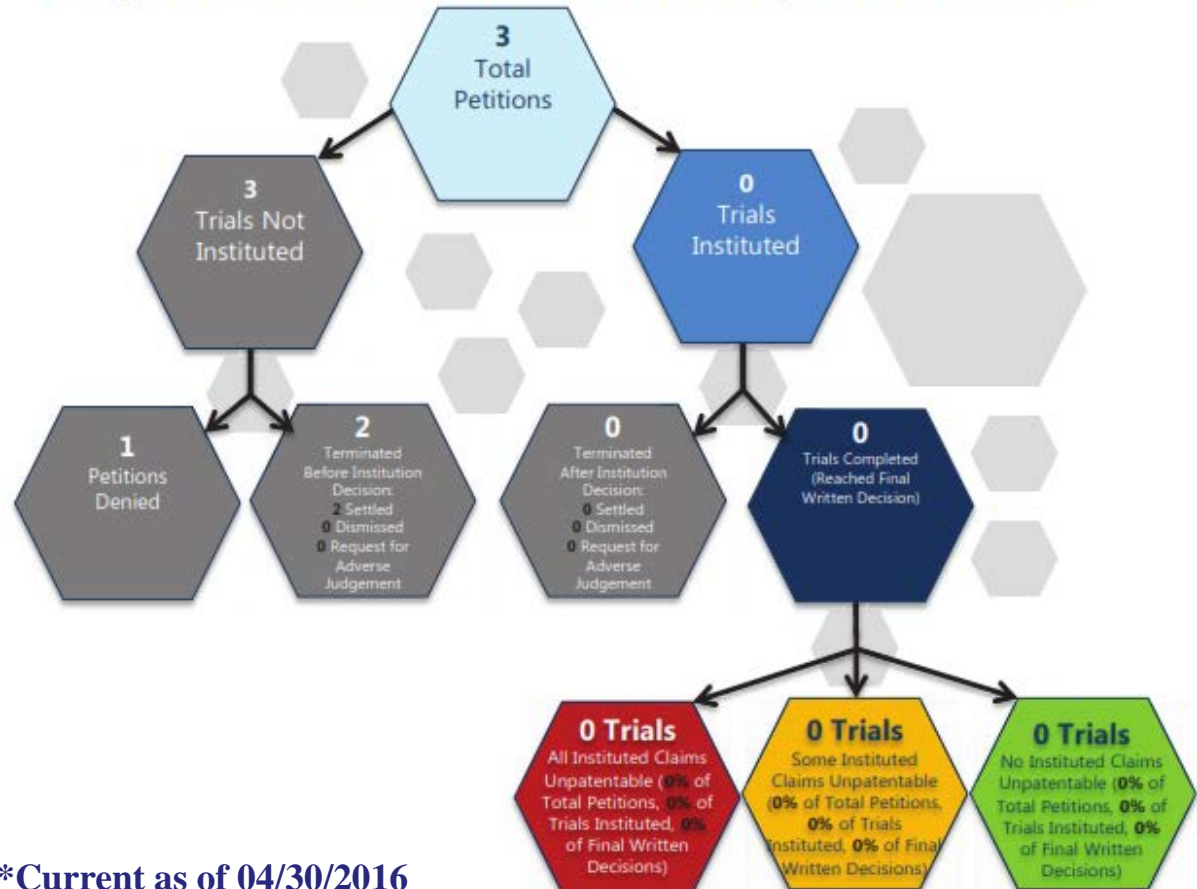 3
Total
Petitions
3
Trials Not
Instituted
0
Trials
Instituted
1
Petitions
Denied
2
Terminated
Before Institution
Decision:
2 Settled
0 Dismissed
0 Request for
Adverse
Judgement
0
Terminated
After Institution
Decision:
0 Settled
0 Dismissed
0 Request for
Adverse
Judgement
0
Trials Completed
(Reached Final
Written Decision)
0 Trials
All Instituted Claims
Unpatentable (0% of
Total Petitions, 0% of
Trials Instituted, 0%
of Final Written
Decisions)
0 Trials
Some Instituted
Claims Unpatentable
(0% of Total Petitions,
0% of Trials
Instituted, 0% of Final
Written Decisions)
0 Trials
No Instituted Claims
Unpatentable (0% of
Total Petitions, 0% of
Trials Instituted, 0%
of Final Written
Decisions)
*Current as of 04/30/2016